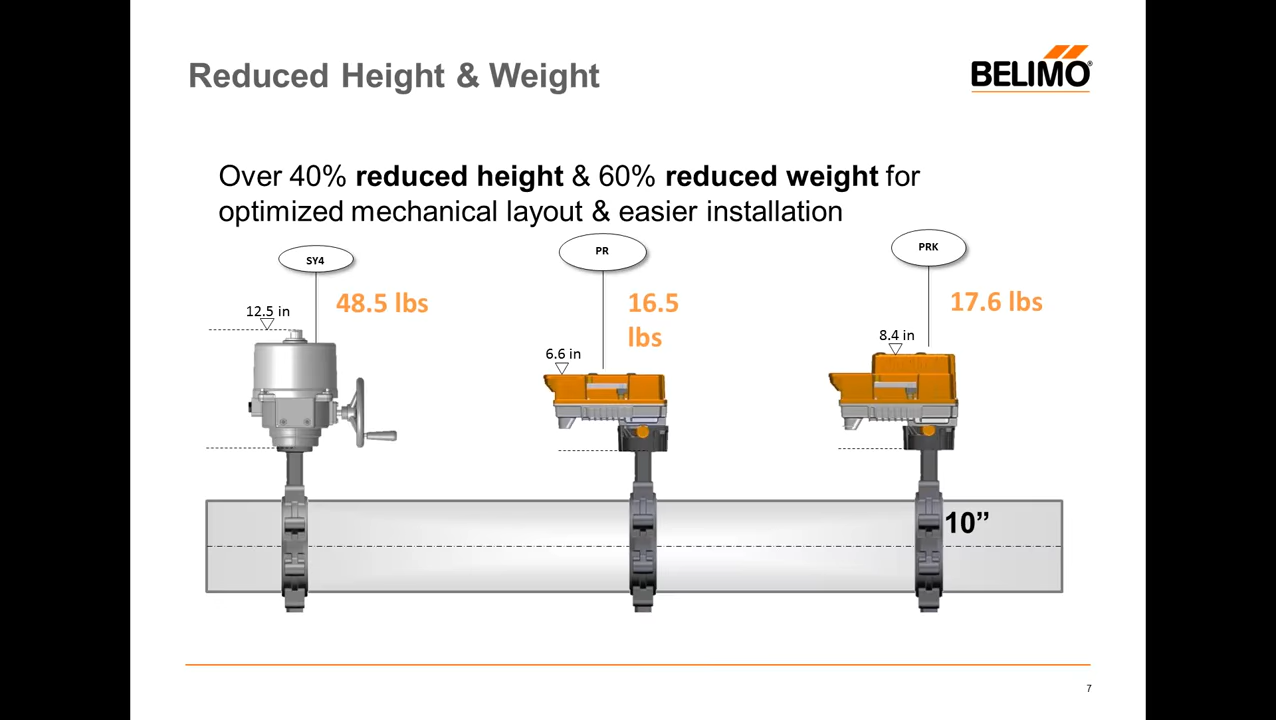 Reduced Height & Weight
BELIMO®
Over 40% reduced height & 60% reduced weight for
optimized mechanical layout & easier installation
SY4
PR
PRK
12.5 in
48.5 lbs
6.6 in
16.5
lbs
8.4 in
17.6 lbs
10”
7